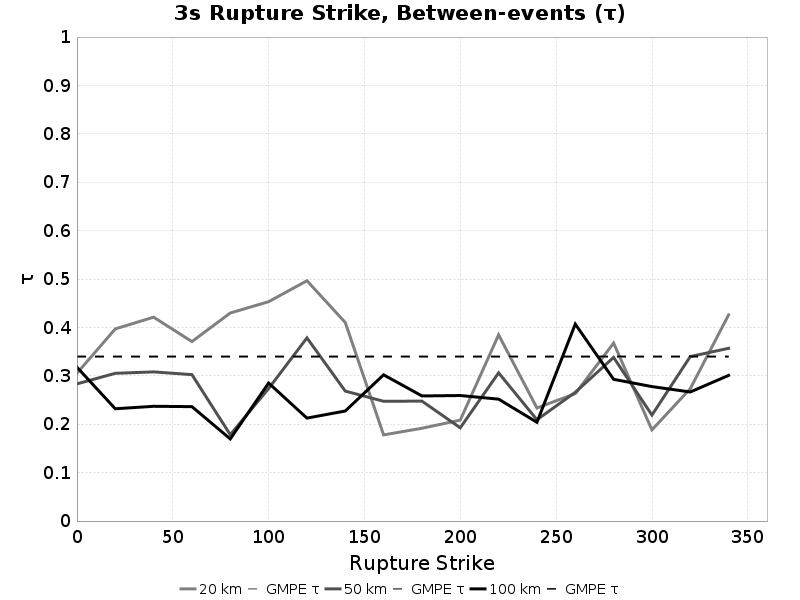 3s Rupture Strike, Between-events (τ)
1
0.9
0.8
0.7
0.6
τ
0.5
0.4
0.3
0.2
0.1
0
0 50 100 150 200 250 300 350
Rupture Strike
20 km GMPE τ 50 km GMPE τ 100 km GMPE τ